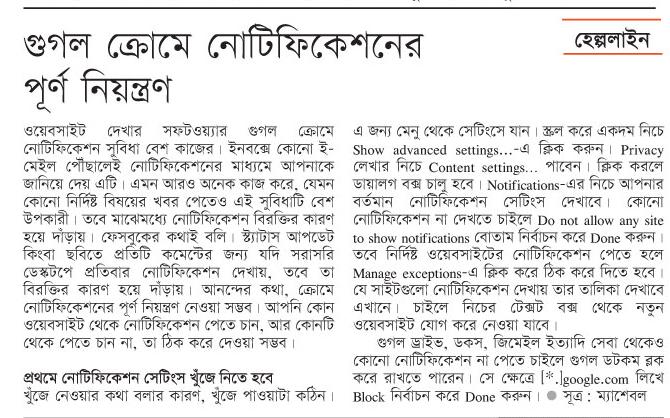 গুগল ক্রোমে নোটিফিকেশনের
পূর্ণ নিয়ন্ত্রণ
হেল্পলাইন
ওয়েবসাইট দেখার সফটওয়্যার গুগল ক্রোমে
নোটিফিকেশন সুবিধা বেশ কাজের। ইনবক্সে কোনো ই-
মেইল পৌঁছালেই নোটিফিকেশনের মাধ্যমে আপনাকে
জানিয়ে দেয় এটি। এমন আরও অনেক কাজ করে, যেমন
কোনো নির্দিষ্ট বিষয়ের খবর পেতেও এই সুবিধাটি বেশ
উপকারী। তবে মাঝেমধ্যে নোটিফিকেশন বিরক্তির কারণ
হয়ে দাঁড়ায়। ফেসবুকের কথাই বলি। স্ট্যাটাস আপডেট
কিংবা ছবিতে প্রতিটি কমেন্টের জন্য যদি সরাসরি
ডেস্কটপে প্রতিবার নোটিফিকেশন দেখায়, তবে তা
বিরক্তির কারণ হয়ে দাঁড়ায়। আনন্দের কথা, ক্রোমে
নোটিফিকেশনের পূর্ণ নিয়ন্ত্রণ নেওয়া সম্ভব। আপনি কোন
ওয়েবসাইট থেকে নোটিফিকেশন পেতে চান, আর কোনটি
থেকে পেতে চান না, তা ঠিক করে দেওয়া সম্ভব।
প্রথমে নোটিফিকেশন সেটিংস খুঁজে নিতে হবে
খুঁজে নেওয়ার কথা বলার কারণ, খুঁজে পাওয়াটা কঠিন।
এ জন্য মেনু থেকে সেটিংসে যান। স্ক্রল করে একদম নিচে
Show advanced settings...-এ ক্লিক করুন। Privacy
লেখার নিচে Content settings... পাবেন। ক্লিক করলে
ডায়ালগ বক্স চালু হবে। Notifications-এর নিচে আপনার
বর্তমান নোটিফিকেশন সেটিংস দেখাবে। কোনো
নোটিফিকেশন না দেখতে চাইলে Do not allow any site
to show notifications বোতাম নির্বাচন করে Done করুন।
তবে নির্দিষ্ট ওয়েবসাইটের নোটিফিকেশন পেতে হলে
Manage exceptions-এ ক্লিক করে ঠিক করে দিতে হবে।
যে সাইটগুলো নোটিফিকেশন দেখায় তার তালিকা দেখাবে
এখানে। চাইলে নিচের টেক্সট বক্স থেকে নতুন
ওয়েবসাইট যোগ করে নেওয়া যাবে।
গুগল ড্রাইভ, ডকস, জিমেইল ইত্যাদি সেবা থেকেও
কোনো নোটিফিকেশন না পেতে চাইলে গুগল ডটকম ব্লক
করে রাখতে পারেন। সে ক্ষেত্রে [*.]google.com লিখে
Block নির্বাচন করে Done করুন। ● সূত্র : ম্যাশেবল